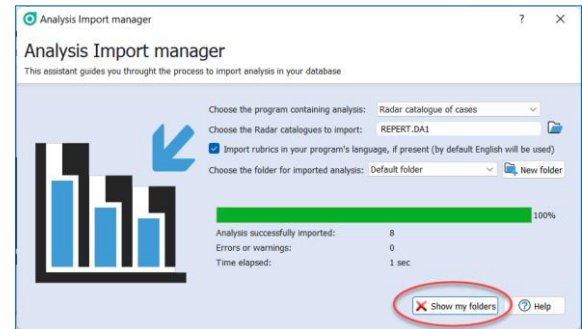 Analysis Import manager
Analysis Import manager
This assistant guides you throught the process to import analysis in your database
Choose the program containing analysis: Radar catalogue of cases
Choose the Radar catalogues to import: REPERT.DA1
Import rubrics in your program's language, if present (by default English will be used)
Choose the folder for imported analysis: Default folder New folder
100%
Analysis successfully imported: 8
Errors or warnings: 0
Time elapsed: 1 sec
Show my folders Help